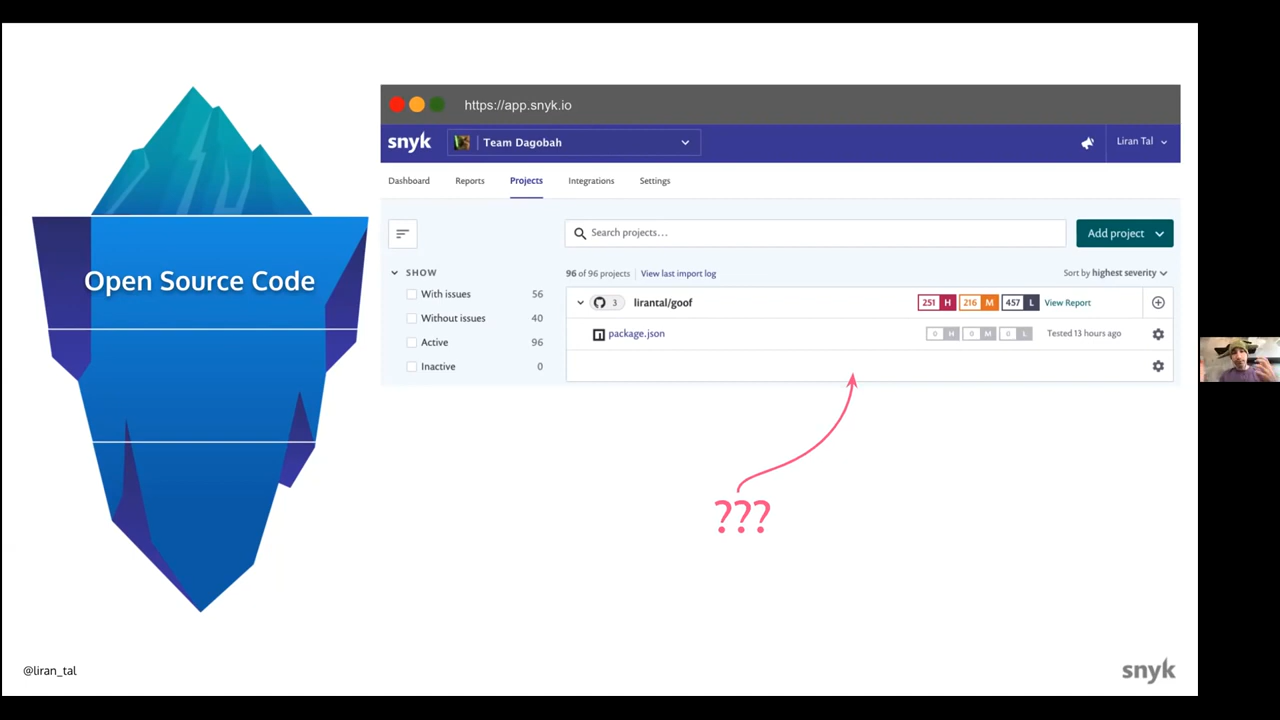 Open Source Code
https://app.snyk.io
snyk
Team Dagobah
Liran Tal
Dashboard
Reports
Projects
Integrations
Settings
Search projects...
Add project
SHOW
With issues 56
Without issues 40
Active 96
Inactive 0
96 of 96 projects
View last import log
Sort by highest severity
3
lirantal/goof
251 H 216 M 457 L
View Report
package.json
0 H 0 M 0 L
Tested 13 hours ago
???
@liran_tal
snyk